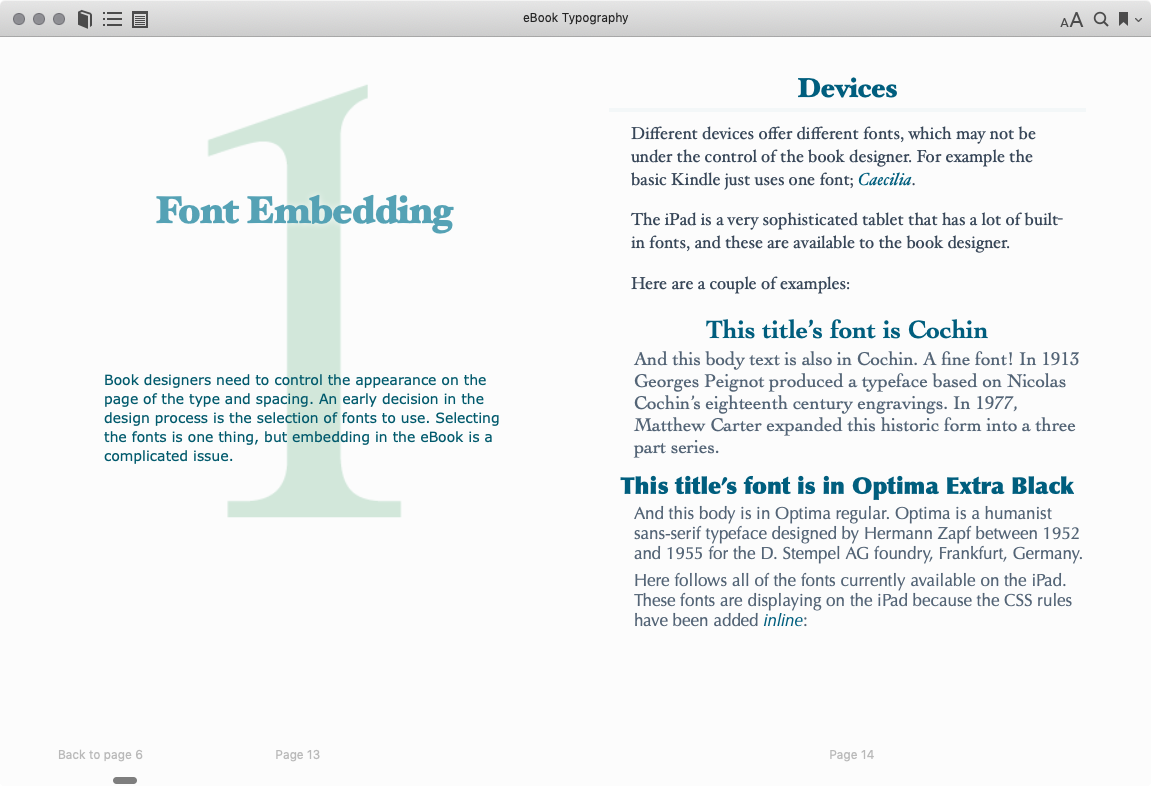 eBook Typography
AA
1
Font Embedding
Book designers need to control the appearance on the
page of the type and spacing. An early decision in the
design process is the selection of fonts to use. Selecting
the fonts is one thing, but embedding in the eBook is a
complicated issue.
Back to page 6
Page 13
Devices
Different devices offer different fonts, which may not be
under the control of the book designer. For example the
basic Kindle just uses one font; Caecilia.
The iPad is a very sophisticated tablet that has a lot of built-
in fonts, and these are available to the book designer.
Here are a couple of examples:
This title’s font is Cochin
And this body text is also in Cochin. A fine font! In 1913
Georges Peignot produced a typeface based on Nicolas
Cochin’s eighteenth century engravings. In 1977,
Matthew Carter expanded this historic form into a three
part series.
This title’s font is in Optima Extra Black
And this body is in Optima regular. Optima is a humanist
sans-serif typeface designed by Hermann Zapf between 1952
and 1955 for the D. Stempel AG foundry, Frankfurt, Germany.
Here follows all of the fonts currently available on the iPad.
These fonts are displaying on the iPad because the CSS rules
have been added inline:
Page 14